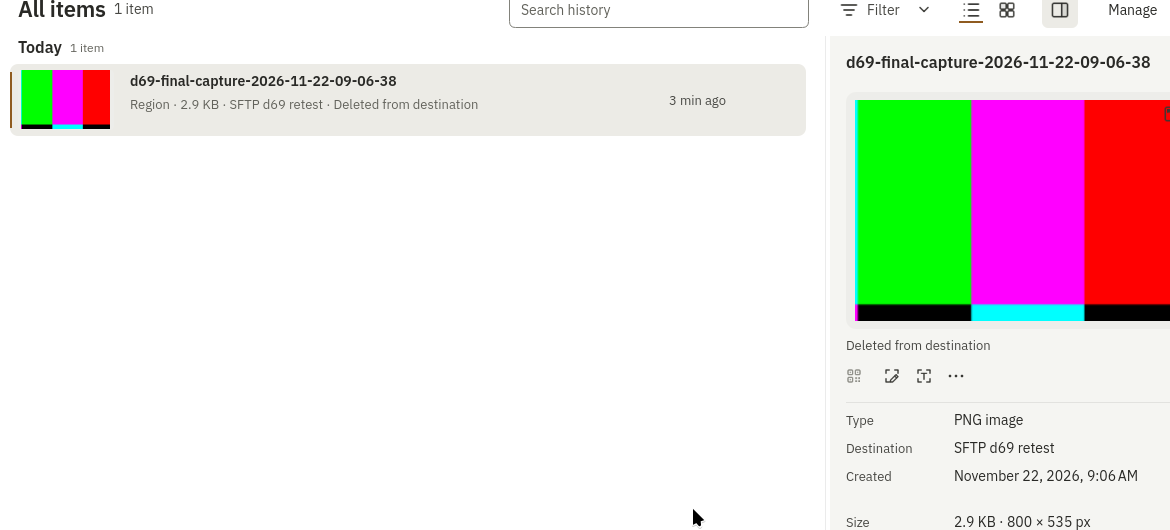 All items 1 item
Search history
Filter
Manage
Today 1 item
d69-final-capture-2026-11-22-09-06-38
Region · 2.9 KB · SFTP d69 retest · Deleted from destination
3 min ago
d69-final-capture-2026-11-22-09-06-38
Deleted from destination
Type PNG image
Destination SFTP d69 retest
Created November 22, 2026, 9:06 AM
Size 2.9 KB · 800 × 535 px